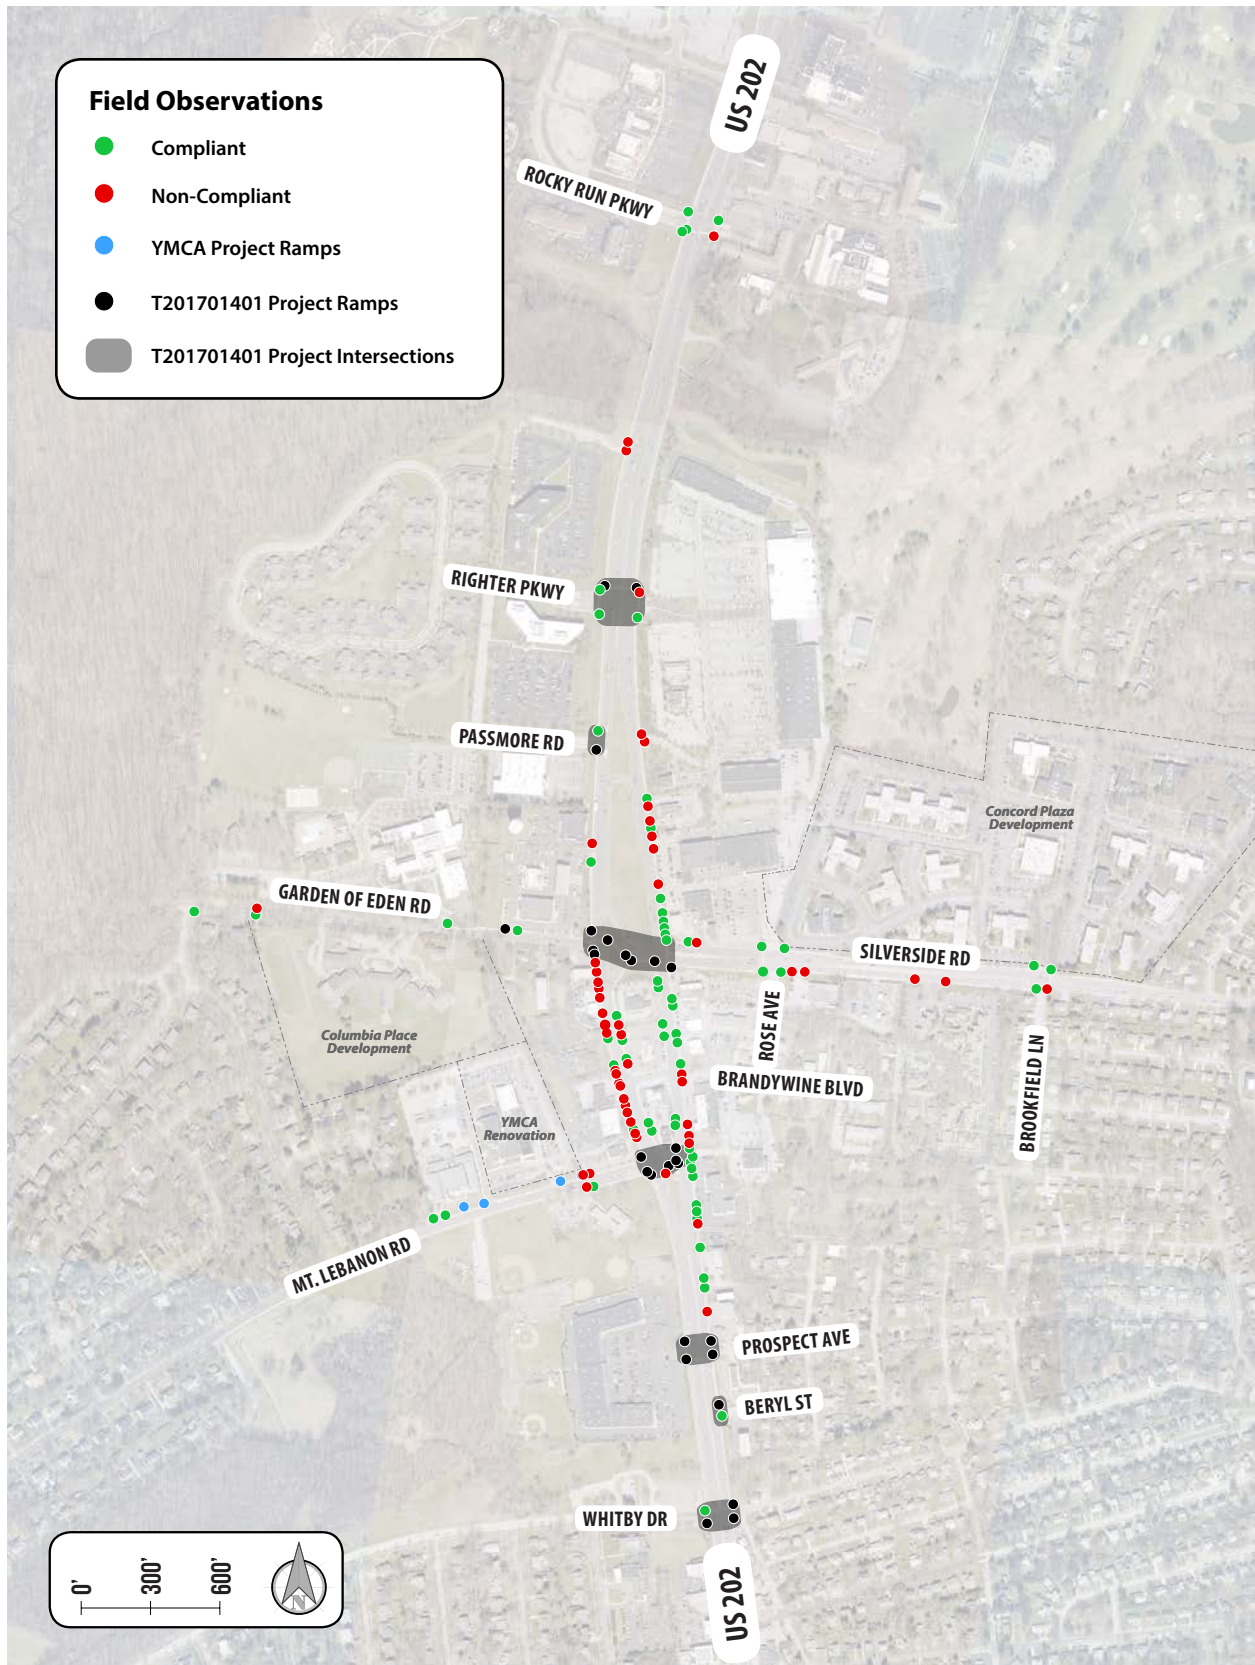 US 202
Field Observations
Compliant
Non-Compliant
YMCA Project Ramps
T201701401 Project Ramps
T201701401 Project Intersections
ROCKY RUN PKWY
RIGHTER PKWY
PASSMORE RD
Concord Plaza
Development
GARDEN OF EDEN RD
SILVERSIDE RD
ROSE AVE
Columbia Place
Development
BROOKFIELD LN
BRANDYWINE BLVD
YMCA
Renovation
MT. LEBANON RD
PROSPECT AVE
BERYL ST
WHITBY DR
0'
300'
600'
N
US 202